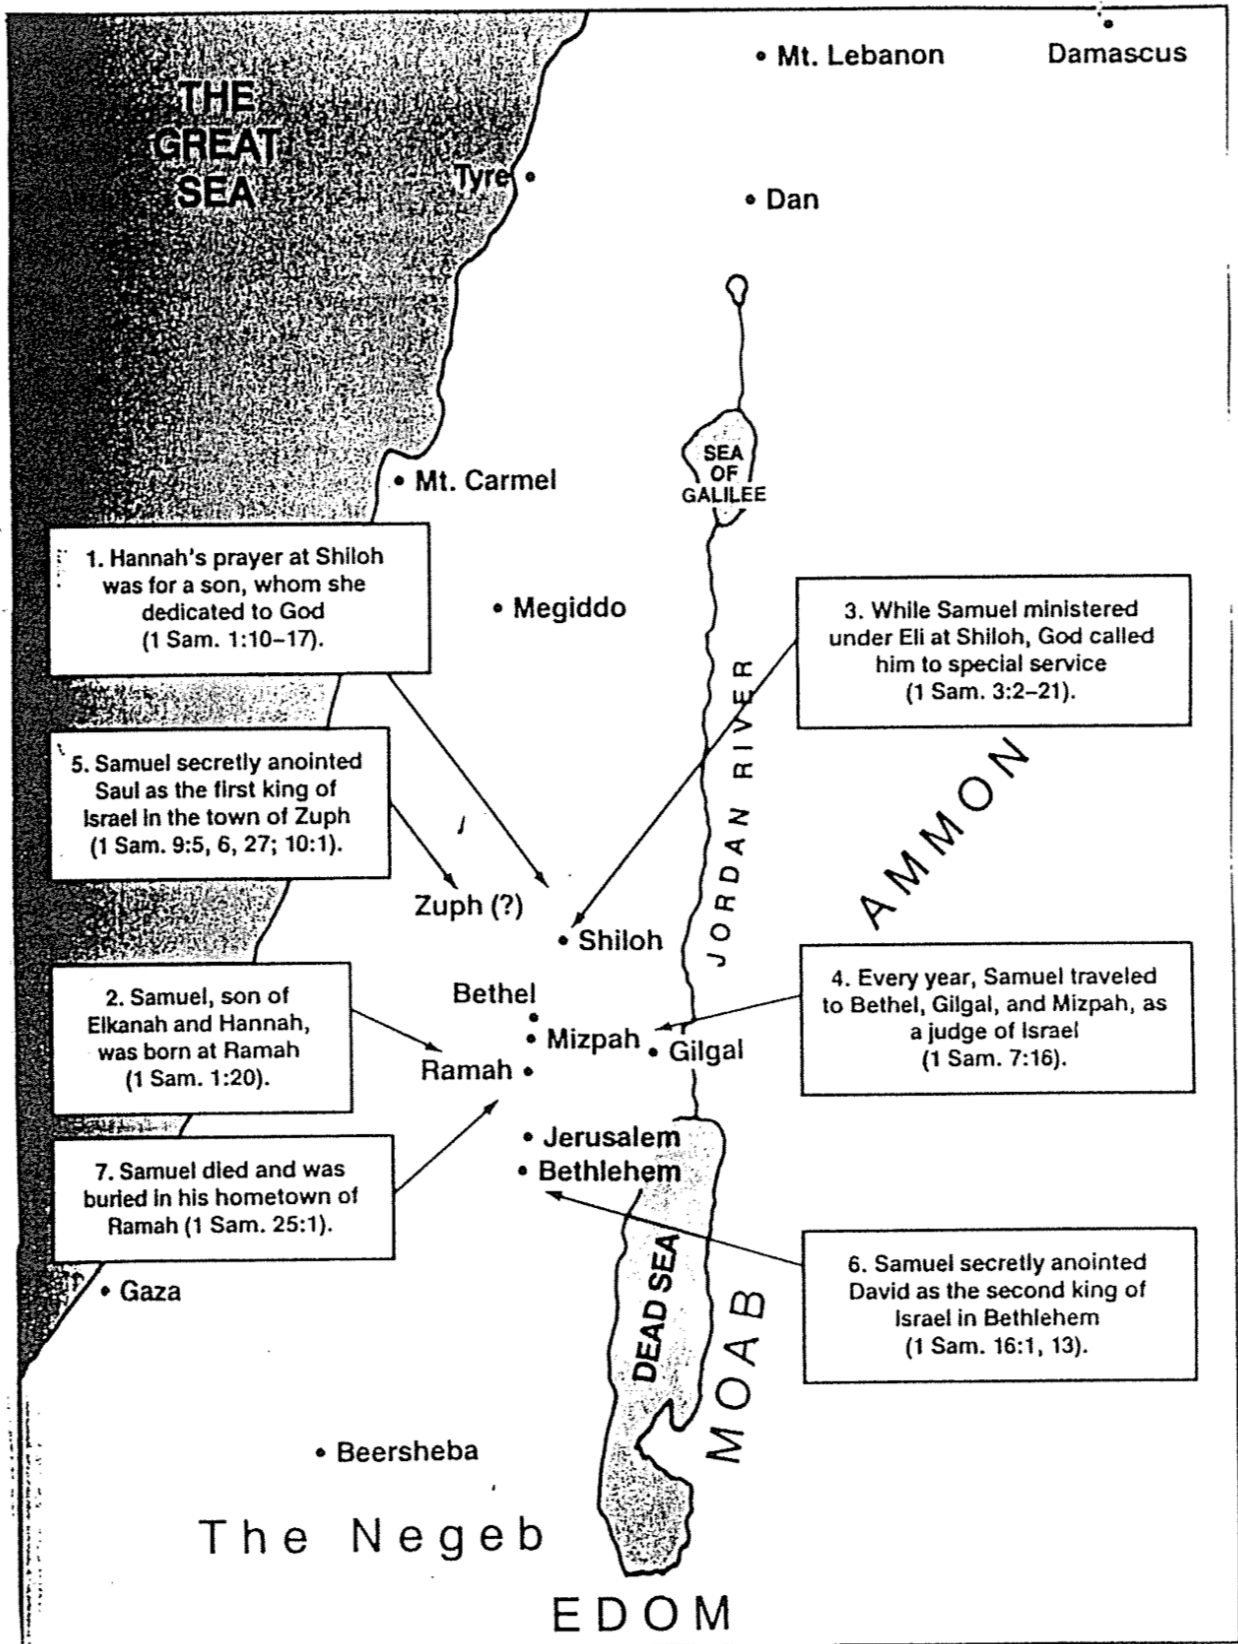 THE
GREAT
SEA
Mt. Lebanon
Damascus
Tyre
Dan
SEA
OF
GALILEE
Mt. Carmel
1. Hannah's prayer at Shiloh
was for a son, whom she
dedicated to God
(1 Sam. 1:10–17).
Megiddo
3. While Samuel ministered
under Eli at Shiloh, God called
him to special service
(1 Sam. 3:2–21).
JORDAN RIVER
AMMON
5. Samuel secretly anointed
Saul as the first king of
Israel in the town of Zuph
(1 Sam. 9:5, 6, 27; 10:1).
Zuph (?)
Shiloh
2. Samuel, son of
Elkanah and Hannah,
was born at Ramah
(1 Sam. 1:20).
Bethel
Mizpah
Gilgal
Ramah
4. Every year, Samuel traveled
to Bethel, Gilgal, and Mizpah, as
a judge of Israel
(1 Sam. 7:16).
Jerusalem
Bethlehem
7. Samuel died and was
buried in his hometown of
Ramah (1 Sam. 25:1).
DEAD SEA
MOAB
6. Samuel secretly anointed
David as the second king of
Israel in Bethlehem
(1 Sam. 16:1, 13).
Gaza
Beersheba
The Negeb
EDOM